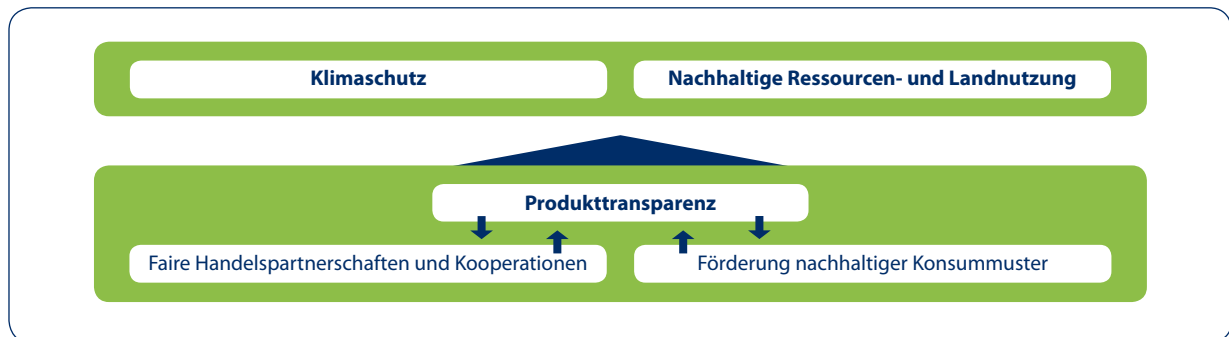 Klimaschutz
Nachhaltige Ressourcen- und Landnutzung
Produkttransparenz
Faire Handelspartnerschaften und Kooperationen
Förderung nachhaltiger Konsummuster